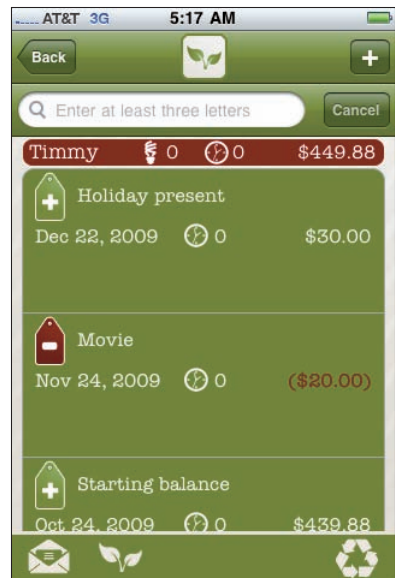 AT&T 3G 5:17 AM
Back +
Enter at least three letters Cancel
Timmy 0 0 $449.88
+ Holiday present
Dec 22, 2009 0 $30.00
- Movie
Nov 24, 2009 0 ($20.00)
+ Starting balance
Oct 24, 2009 0 $439.88